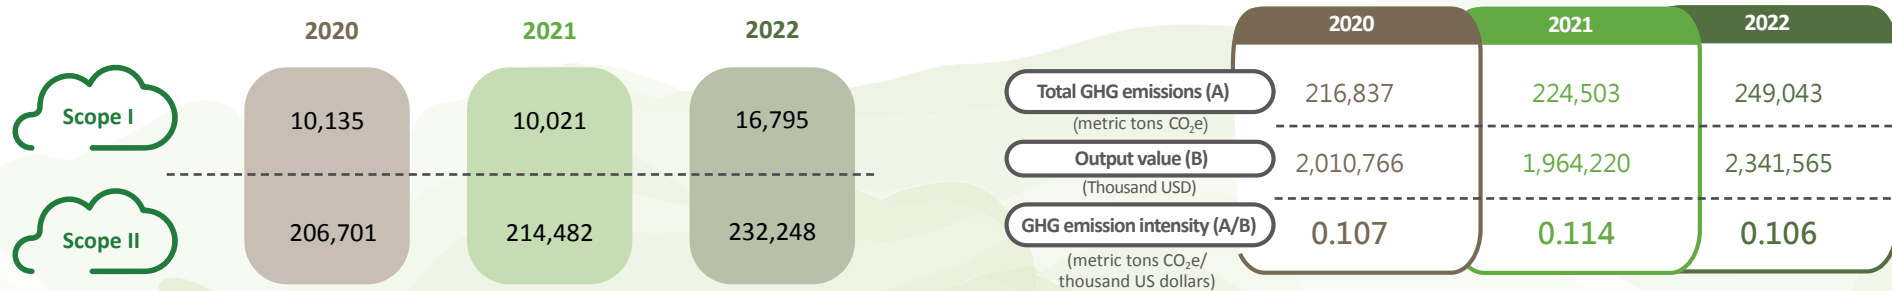 2020 2021 2022
Scope I 10,135 10,021 16,795
Scope II 206,701 214,482 232,248
2020 2021 2022
Total GHG emissions (A) 216,837 224,503 249,043
(metric tons CO₂e)
Output value (B) 2,010,766 1,964,220 2,341,565
(Thousand USD)
GHG emission intensity (A/B) 0.107 0.114 0.106
(metric tons CO₂e/
thousand US dollars)